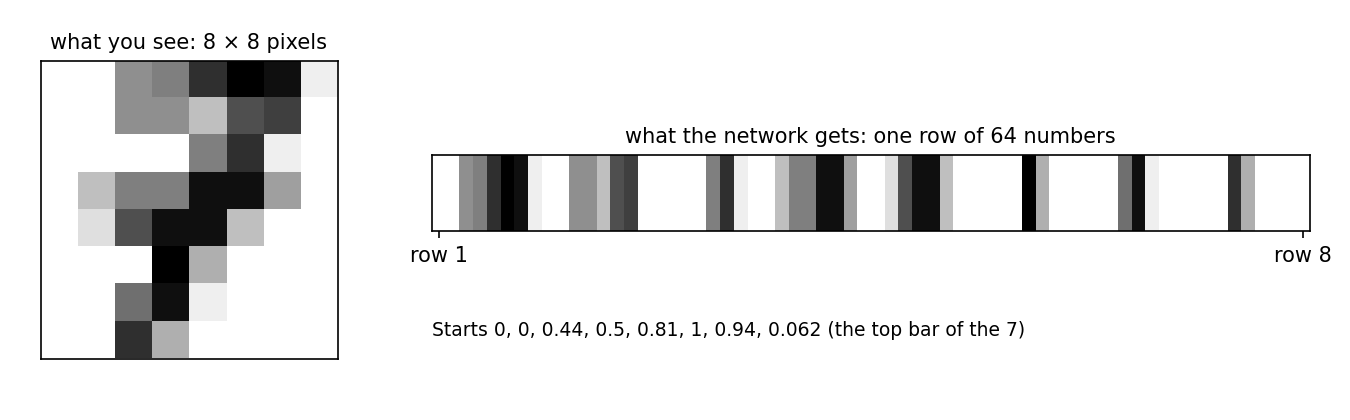 what you see: 8 × 8 pixels
what the network gets: one row of 64 numbers
row 1
row 8
Starts 0, 0, 0.44, 0.5, 0.81, 1, 0.94, 0.062 (the top bar of the 7)